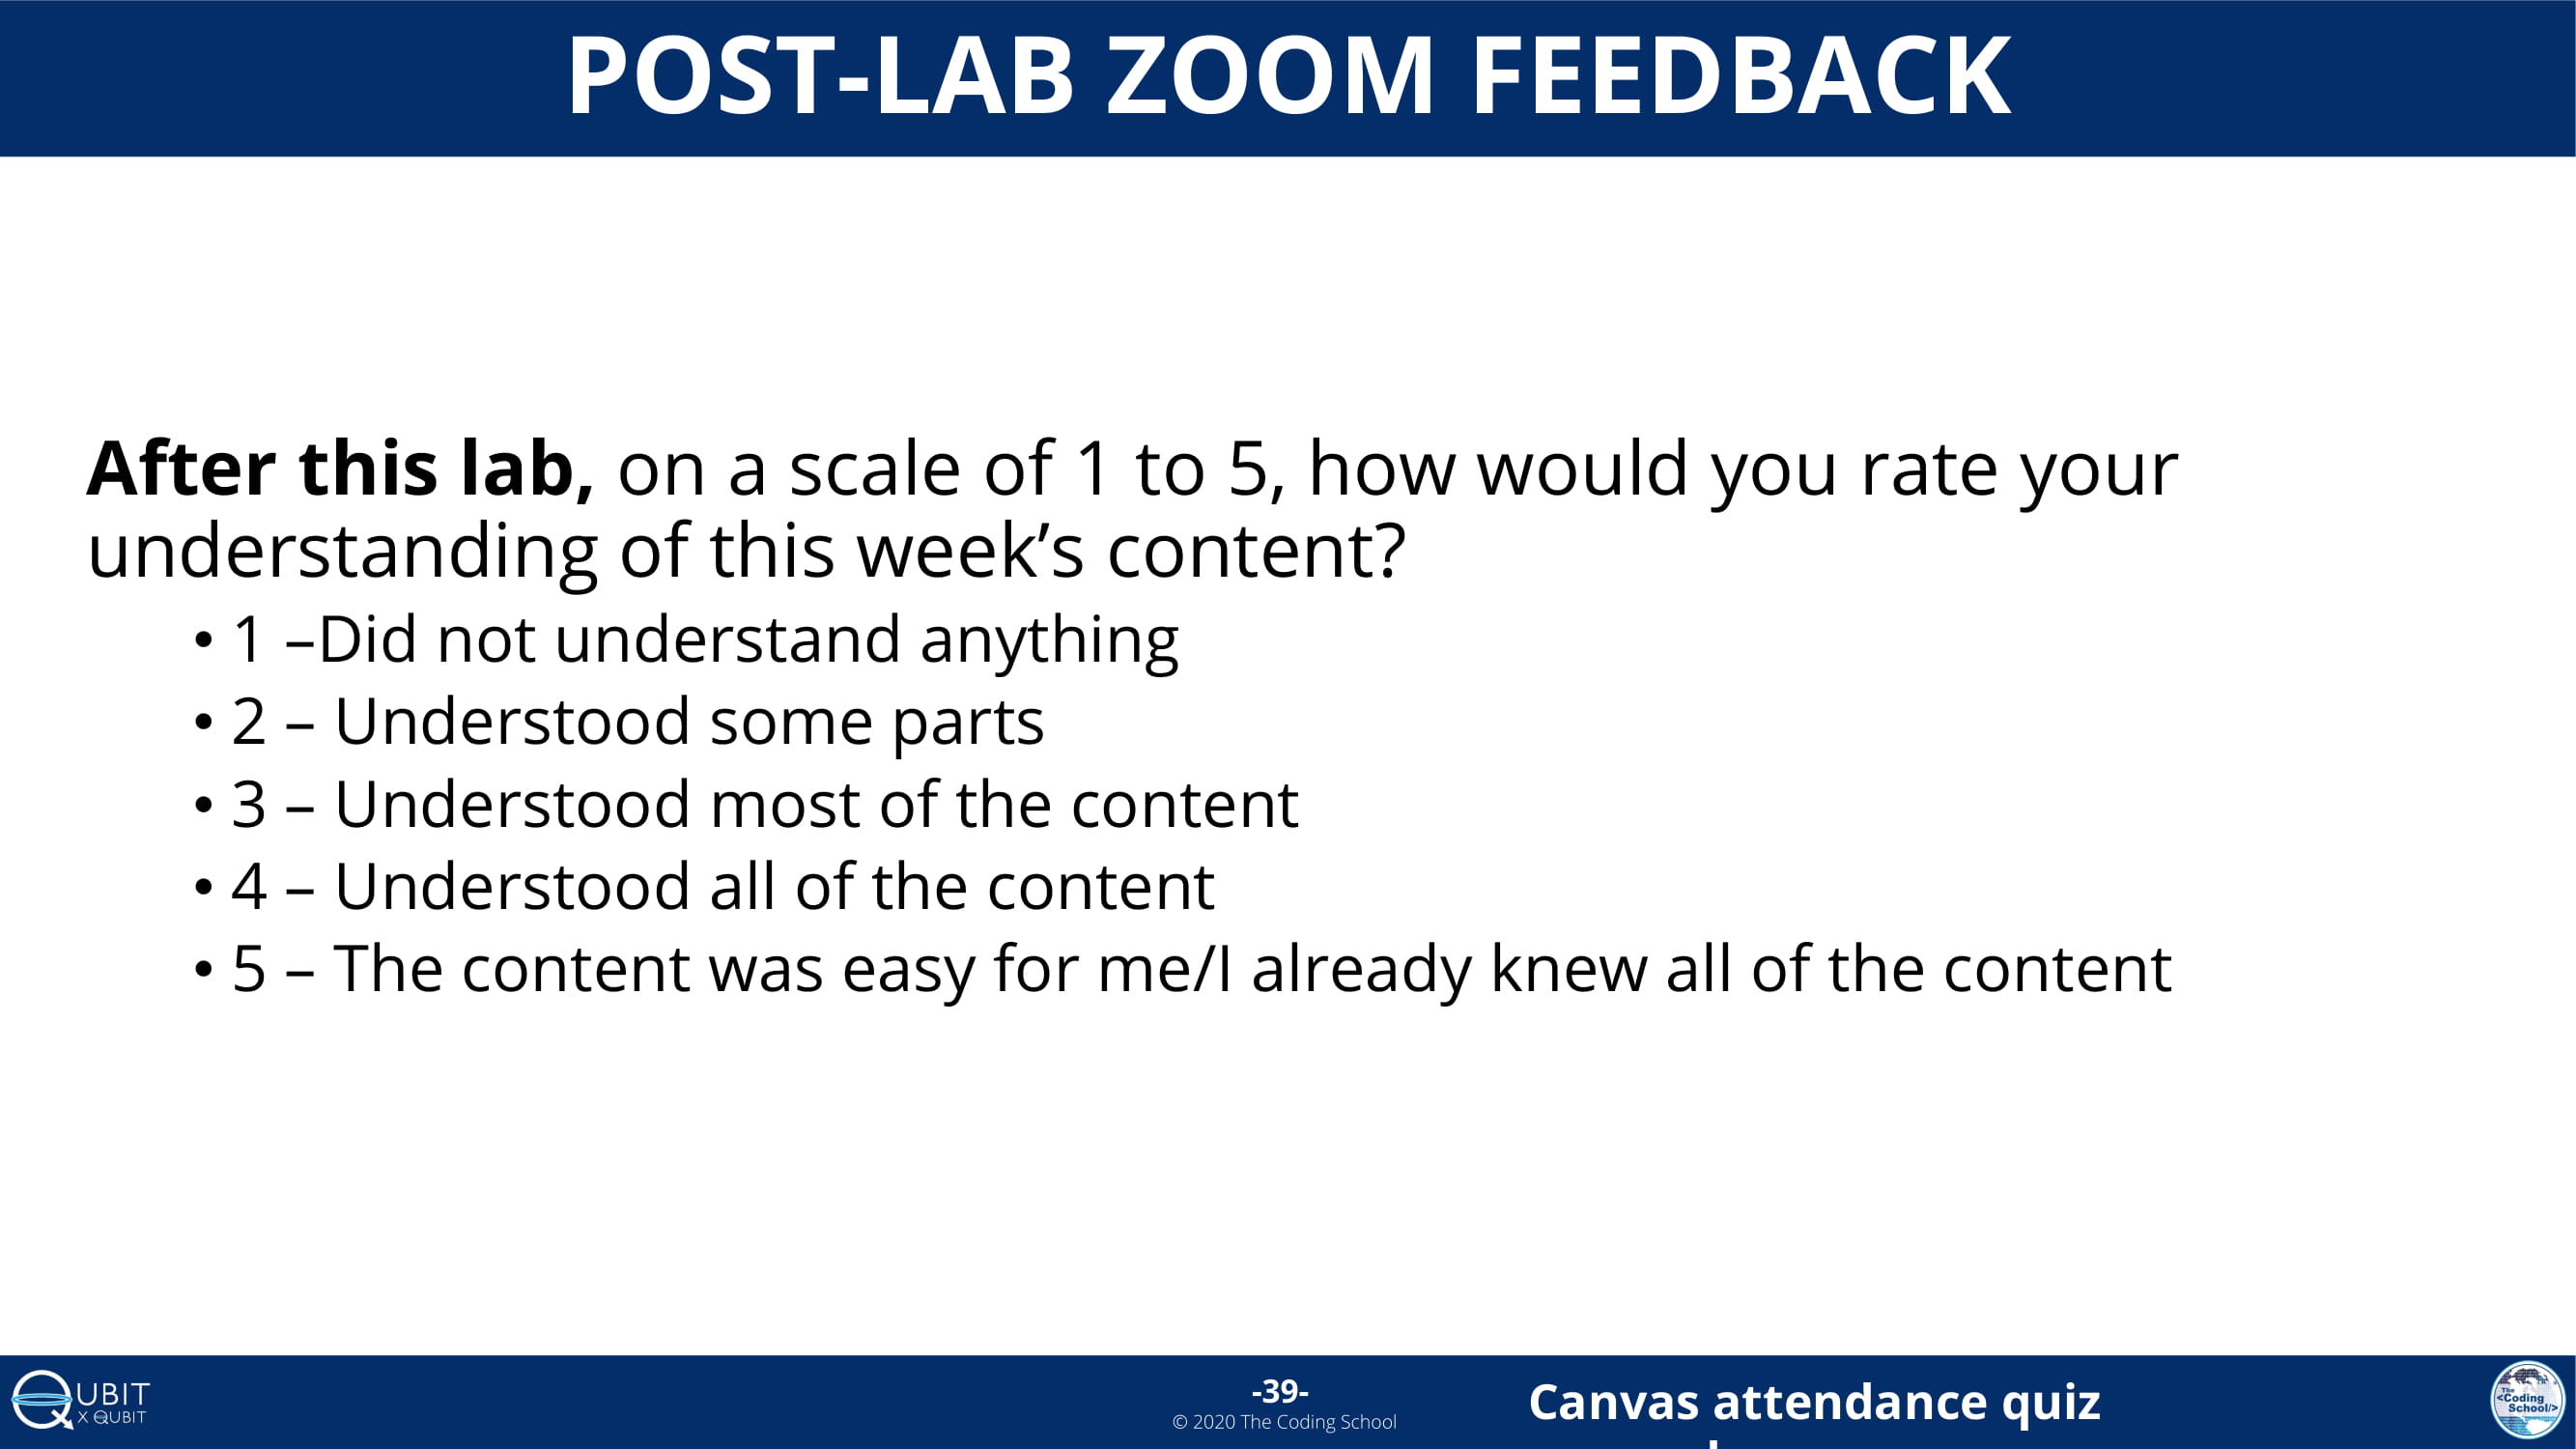 POST-LAB ZOOM FEEDBACK
After this lab, on a scale of 1 to 5, how would you rate your
understanding of this week’s content?
• 1 –Did not understand anything
• 2 – Understood some parts
• 3 – Understood most of the content
• 4 – Understood all of the content
• 5 – The content was easy for me/I already knew all of the content
QUBIT
X QUBIT
-39-
© 2020 The Coding School
Canvas attendance quiz
The
<Coding
School/>